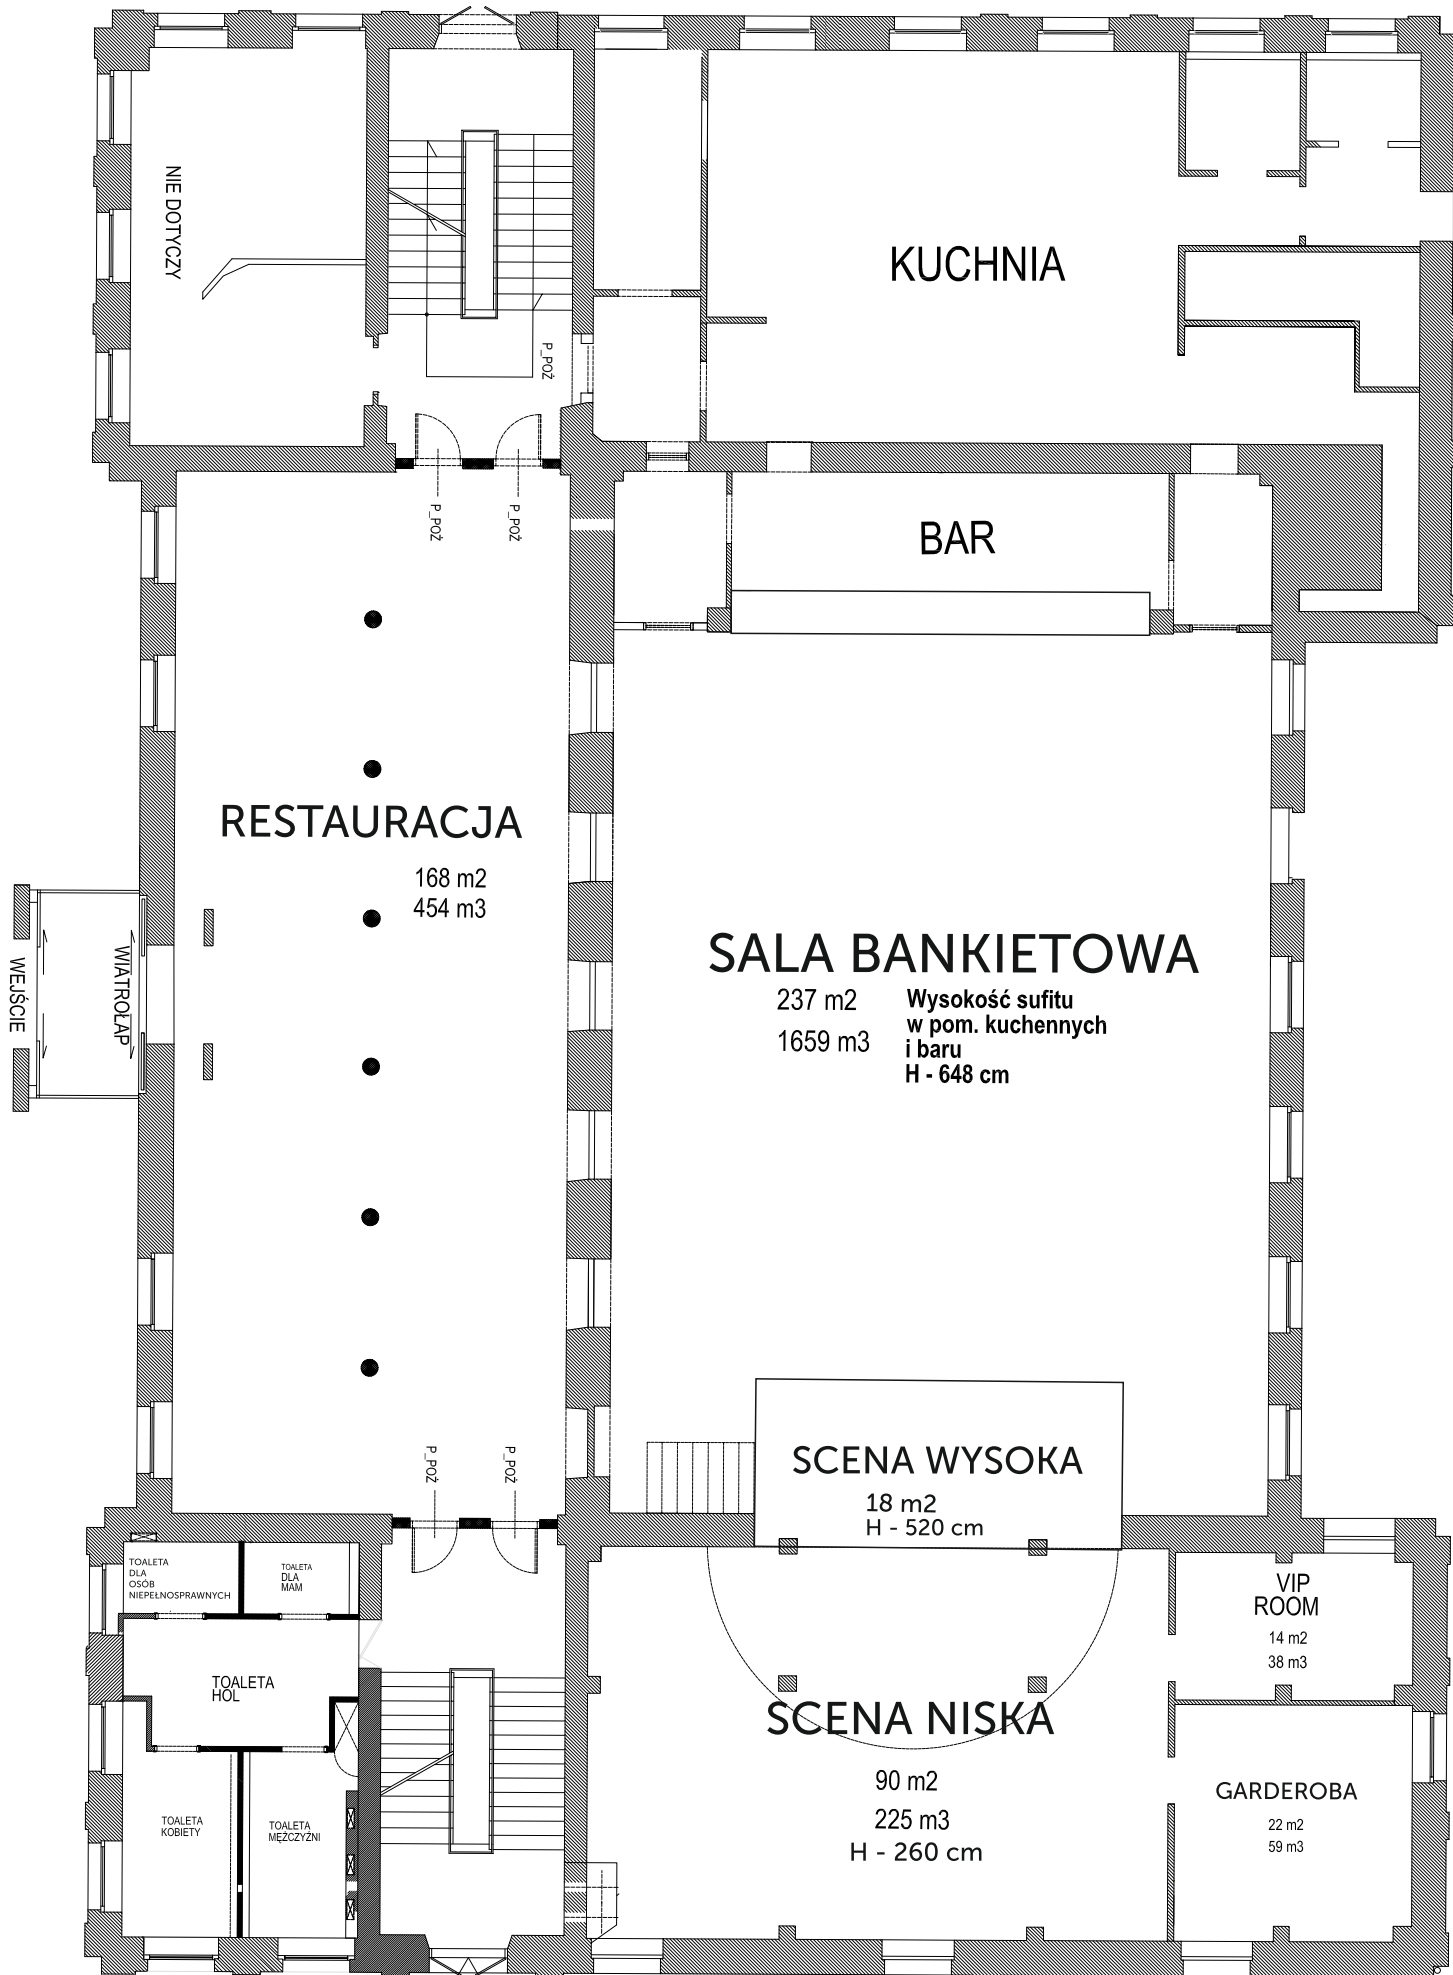 NIE DOTYCZY
KUCHNIA
P_POŻ
P_POŻ
P_POŻ
BAR
RESTAURACJA
168 m2
454 m3
WEJŚCIE
WIATROŁAP
SALA BANKIETOWA
237 m2
1659 m3
Wysokość sufitu
w pom. kuchennych
i baru
H - 648 cm
P_POŻ
P_POŻ
SCENA WYSOKA
18 m2
H - 520 cm
TOALETA
DLA
OSÓB
NIEPEŁNOSPRAWNYCH
TOALETA
DLA
MAM
VIP
ROOM
14 m2
38 m3
TOALETA
HOL
SCENA NISKA
90 m2
225 m3
H - 260 cm
GARDEROBA
22 m2
59 m3
TOALETA
KOBIETY
TOALETA
MĘŻCZYŹNI